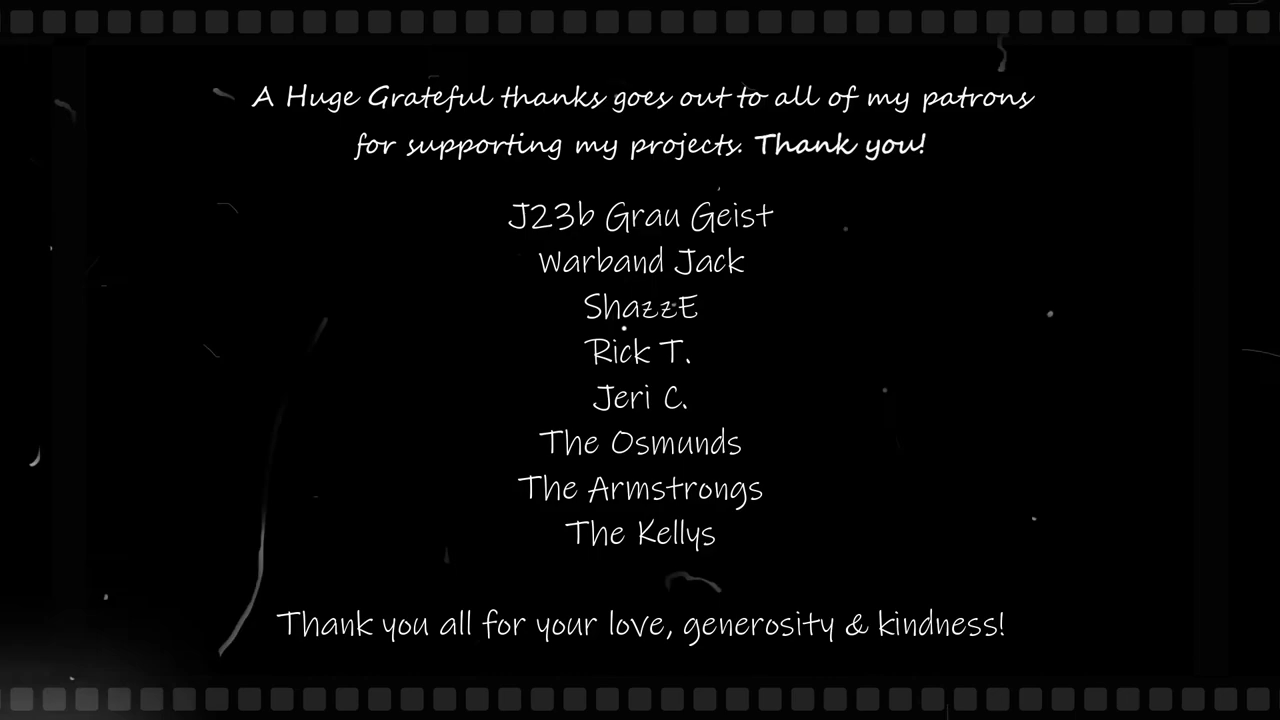 A Huge Grateful thanks goes out to all of my patrons
for supporting my projects. Thank you!
J23b Grau Geist
Warband Jack
ShazzE
Rick T.
Jeri C.
The Osmunds
The Armstrongs
The Kellys
Thank you all for your love, generosity & kindness!